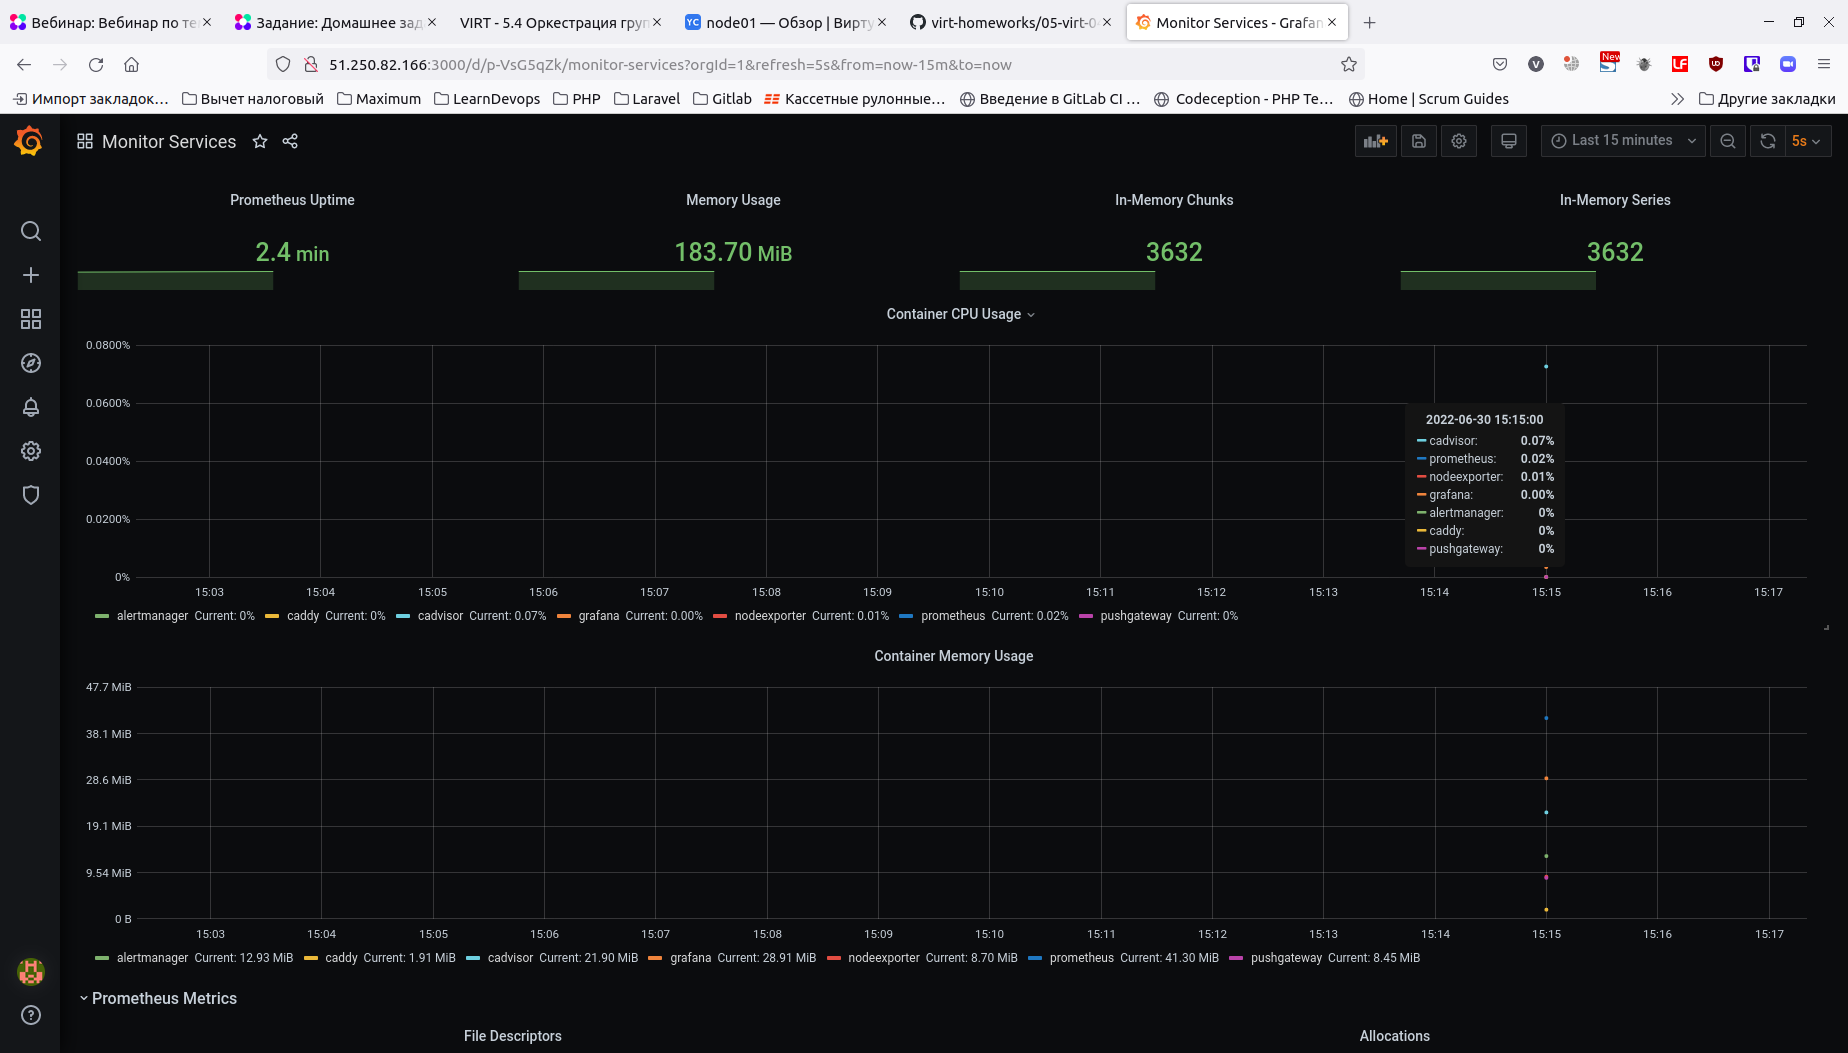 Вебинар: Вебинар по те
Задание: Домашнее зад
VIRT - 5.4 Оркестрация груп
YC node01 — Обзор | Вирту
virt-homeworks/05-virt-0
Monitor Services - Grafan
51.250.82.166:3000/d/p-VsG5qZk/monitor-services?orgId=1&refresh=5s&from=now-15m&to=now
V
New
LF
Импорт закладок…
Вычет налоговый
Maximum
LearnDevops
PHP
Laravel
Gitlab
Кассетные рулонные…
Введение в GitLab CI …
Codeception - PHP Te…
Home | Scrum Guides
Другие закладки
Monitor Services
Last 15 minutes
5s
Prometheus Uptime
2.4 min
Memory Usage
183.70 MiB
In-Memory Chunks
3632
In-Memory Series
3632
Container CPU Usage
0.0800%
0.0600%
0.0400%
0.0200%
0%
2022-06-30 15:15:00
cadvisor: 0.07%
prometheus: 0.02%
nodeexporter: 0.01%
grafana: 0.00%
alertmanager: 0%
caddy: 0%
pushgateway: 0%
15:03 15:04 15:05 15:06 15:07 15:08 15:09 15:10 15:11 15:12 15:13 15:14 15:15 15:16 15:17
alertmanager Current: 0% caddy Current: 0% cadvisor Current: 0.07% grafana Current: 0.00% nodeexporter Current: 0.01% prometheus Current: 0.02% pushgateway Current: 0%
Container Memory Usage
47.7 MiB
38.1 MiB
28.6 MiB
19.1 MiB
9.54 MiB
0 B
15:03 15:04 15:05 15:06 15:07 15:08 15:09 15:10 15:11 15:12 15:13 15:14 15:15 15:16 15:17
alertmanager Current: 12.93 MiB caddy Current: 1.91 MiB cadvisor Current: 21.90 MiB grafana Current: 28.91 MiB nodeexporter Current: 8.70 MiB prometheus Current: 41.30 MiB pushgateway Current: 8.45 MiB
Prometheus Metrics
File Descriptors
Allocations